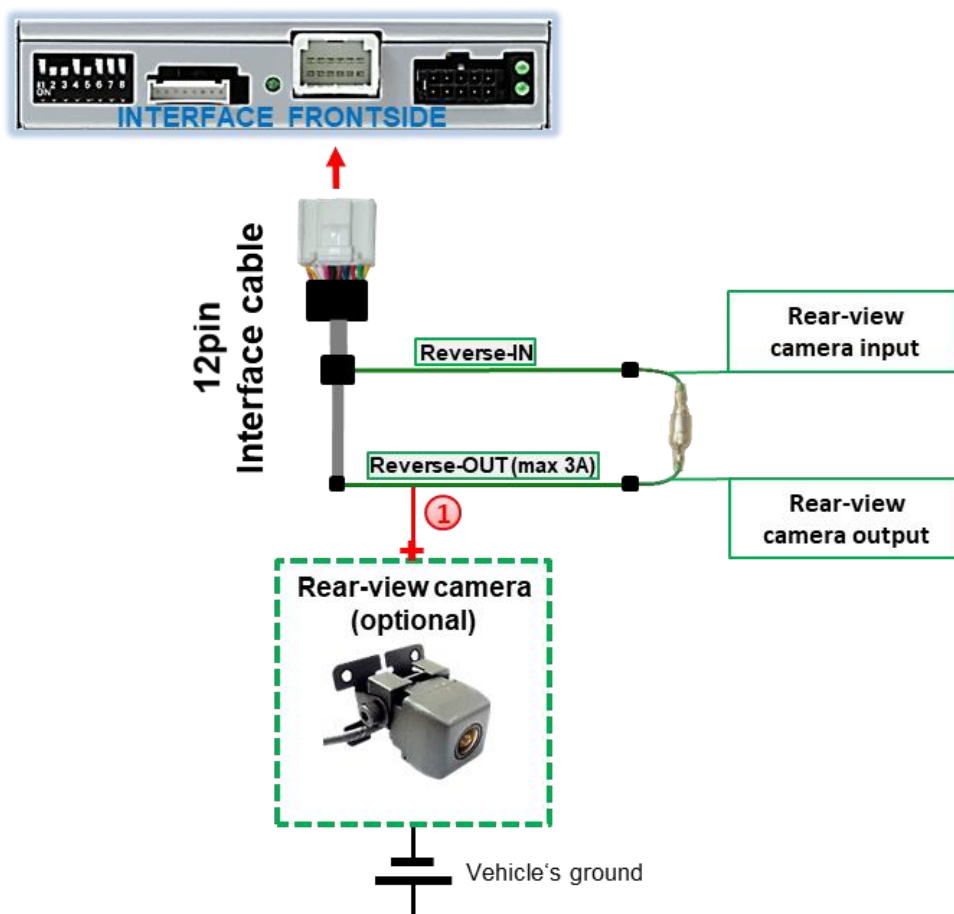 1 2 3 4 5 6 7 8
ON
INTERFACE FRONTSIDE
12pin
Interface cable
Reverse-IN
Rear-view
camera input
Reverse-OUT (max 3A)
Rear-view
camera output
1
+
Rear-view camera
(optional)
Vehicle‘s ground